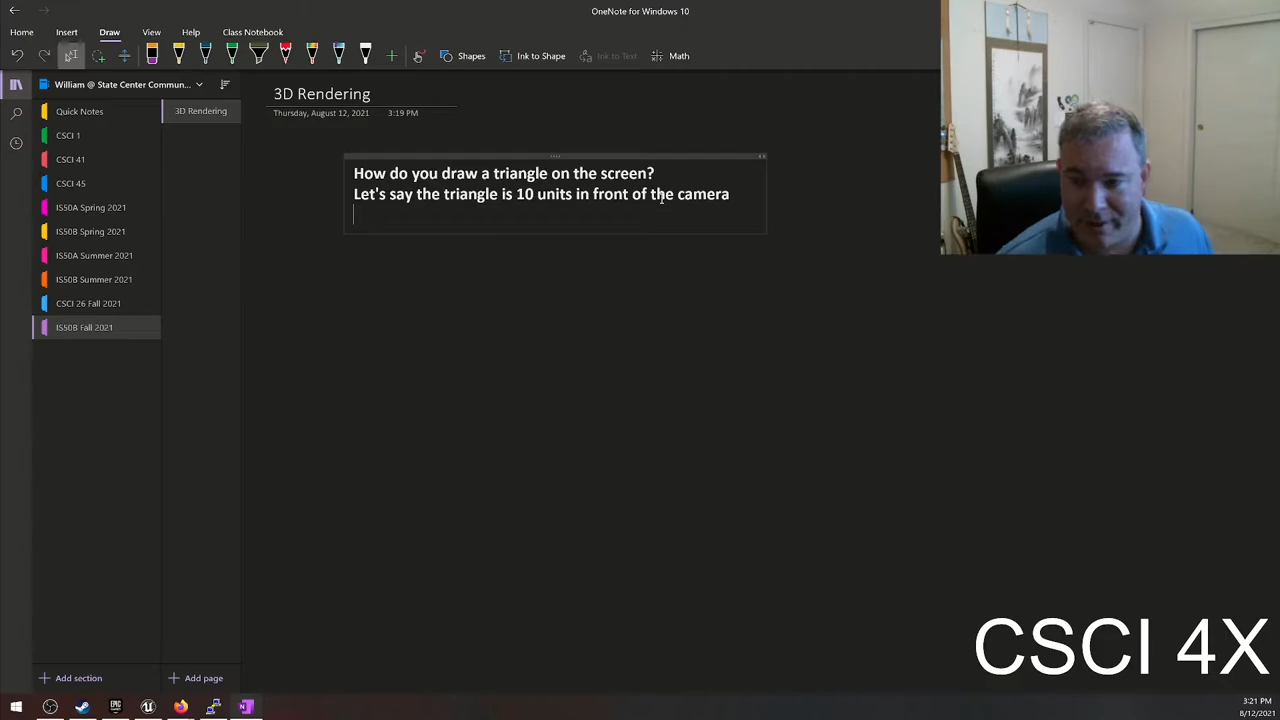 OneNote for Windows 10
Home
Insert
Draw
View
Help
Class Notebook
Shapes
Ink to Shape
Ink to Text
Math
William @ State Center Commun...
Quick Notes
CSCI 1
CSCI 41
CSCI 45
IS50A Spring 2021
IS50B Spring 2021
IS50A Summer 2021
IS50B Summer 2021
CSCI 26 Fall 2021
IS50B Fall 2021
Add section
3D Rendering
Add page
3D Rendering
Thursday, August 12, 2021 3:19 PM
How do you draw a triangle on the screen?
Let's say the triangle is 10 units in front of the camera
CSCI 4X
3:21 PM
8/12/2021